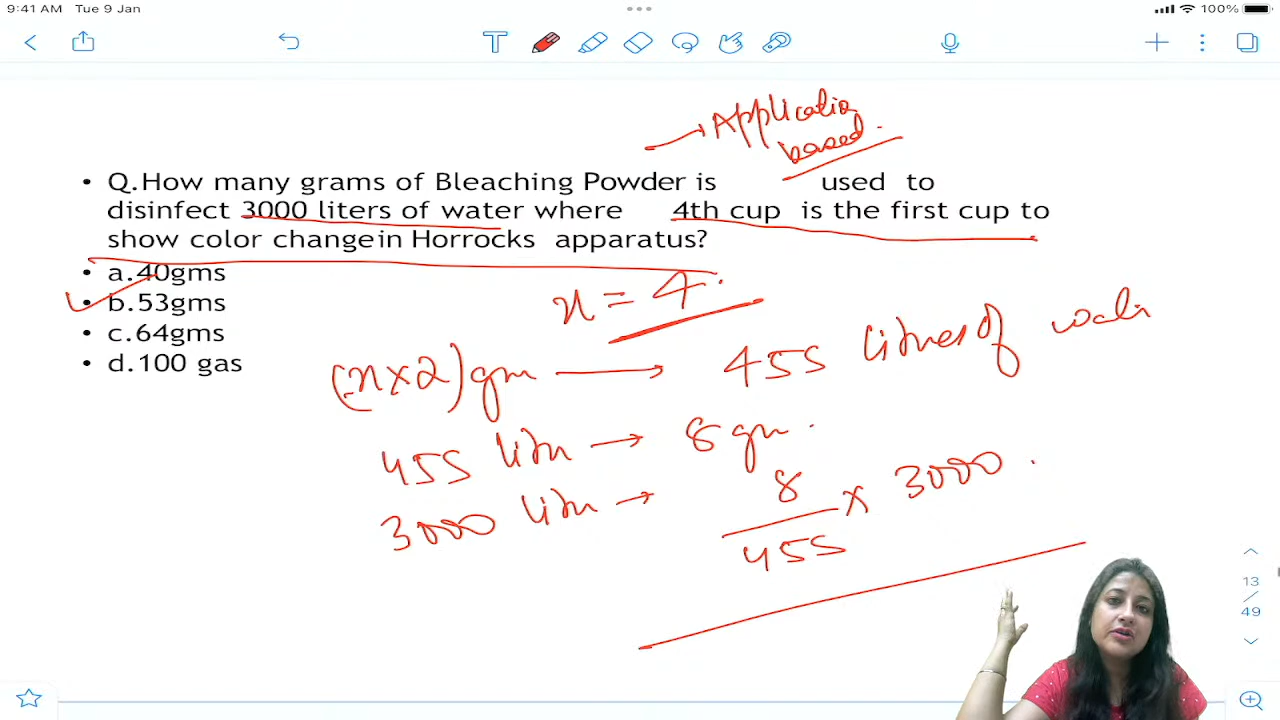 9:41 AM Tue 9 Jan
100%
Application
based.
Q.How many grams of Bleaching Powder is used to
disinfect 3000 liters of water where 4th cup is the first cup to
show color changein Horrocks apparatus?
a.40gms
b.53gms
c.64gms
d.100 gas
x = 4.
(x×2) gm → 455 litres of water
455 litre → 8 gm.
3000 litre → 8/455 × 3000.
13
/
49